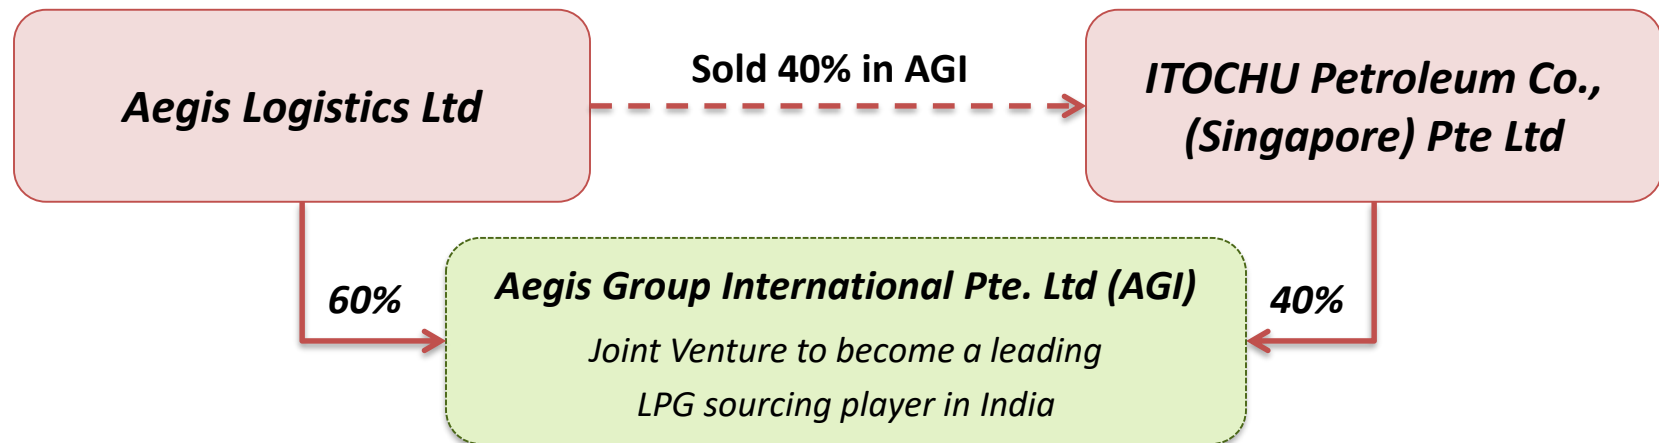 Aegis Logistics Ltd
Sold 40% in AGI
ITOCHU Petroleum Co.,
(Singapore) Pte Ltd
60%
Aegis Group International Pte. Ltd (AGI)
Joint Venture to become a leading
LPG sourcing player in India
40%